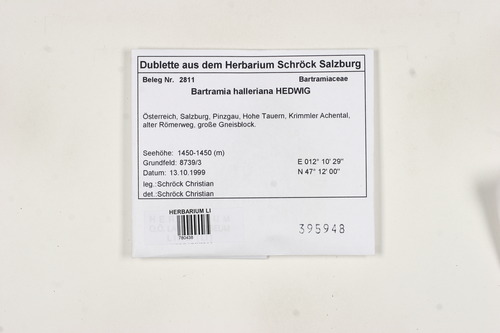 Dublette aus dem Herbarium Schröck Salzburg
Beleg Nr. 2811 Bartramiaceae
Bartramia halleriana HEDWIG
Österreich, Salzburg, Pinzgau, Hohe Tauern, Krimmler Achental,
alter Römerweg, große Gneisblock.
Seehöhe: 1450-1450 (m)
Grundfeld: 8739/3 E 012° 10' 29"
Datum: 13.10.1999 N 47° 12' 00"
leg.:Schröck Christian
det.:Schröck Christian
HERBARIUM LI
780436
395948